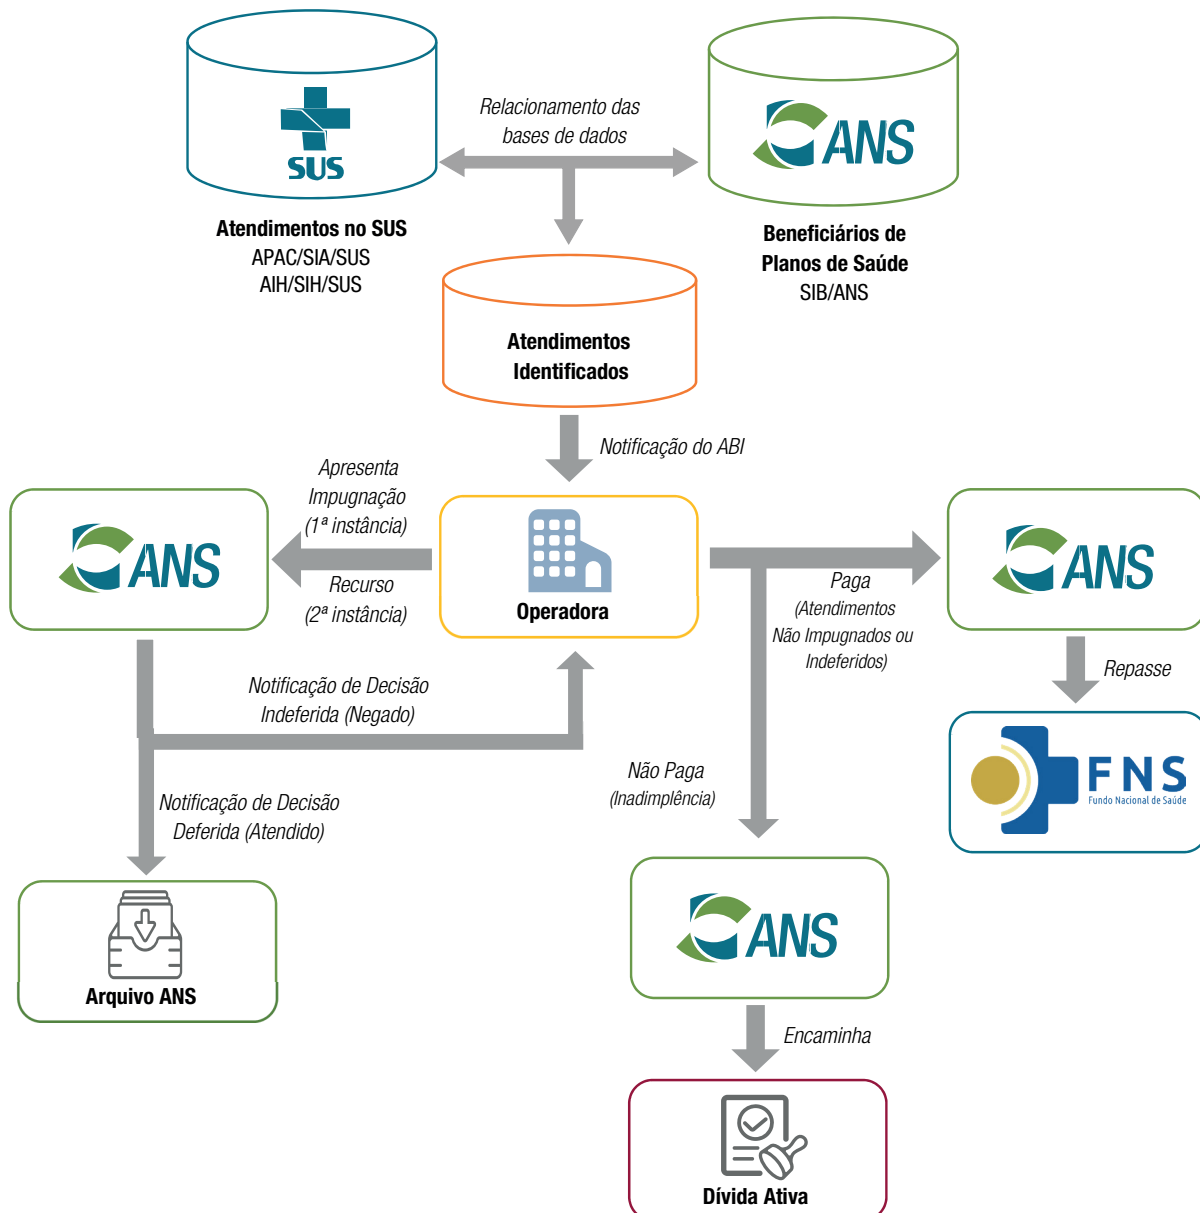 SUS
Relacionamento das
bases de dados
ANS
Atendimentos no SUS
APAC/SIA/SUS
AIH/SIH/SUS
Beneficiários de
Planos de Saúde
SIB/ANS
Atendimentos
Identificados
Notificação do ABI
Apresenta
Impugnação
(1ª instância)
Recurso
(2ª instância)
ANS
Operadora
Paga
(Atendimentos
Não Impugnados ou
Indeferidos)
ANS
Repasse
FNS
Fundo Nacional de Saúde
Notificação de Decisão
Indeferida (Negado)
Notificação de Decisão
Deferida (Atendido)
Não Paga
(Inadimplência)
Arquivo ANS
ANS
Encaminha
Dívida Ativa